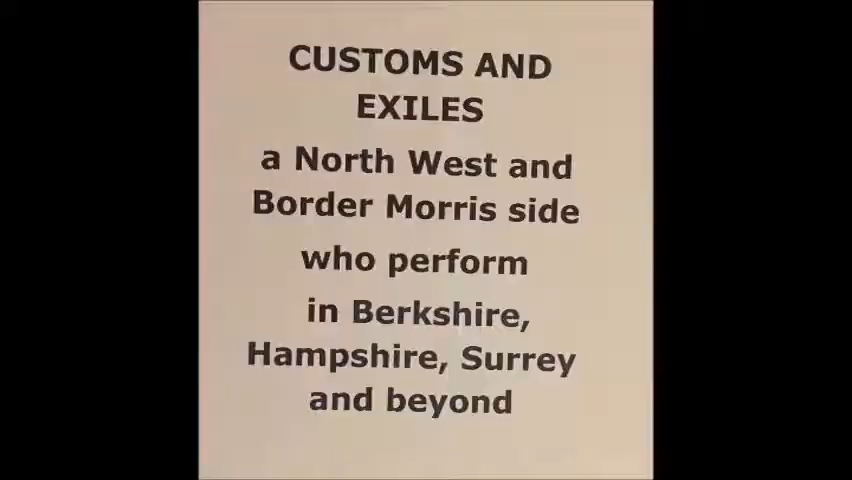 CUSTOMS AND
EXILES
a North West and
Border Morris side
who perform
in Berkshire,
Hampshire, Surrey
and beyond